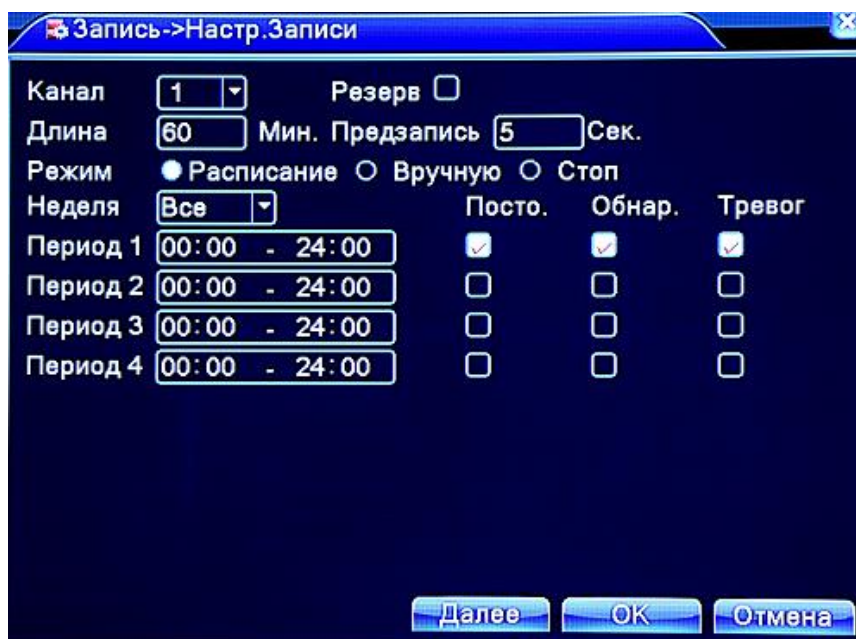 Запись->Настр.Записи
Канал 1 Резерв
Длина 60 Мин. Предзапись 5 Сек.
Режим Расписание Вручную Стоп
Неделя Все Посто. Обнар. Тревог
Период 1 00:00 - 24:00
Период 2 00:00 - 24:00
Период 3 00:00 - 24:00
Период 4 00:00 - 24:00
Далее OK Отмена